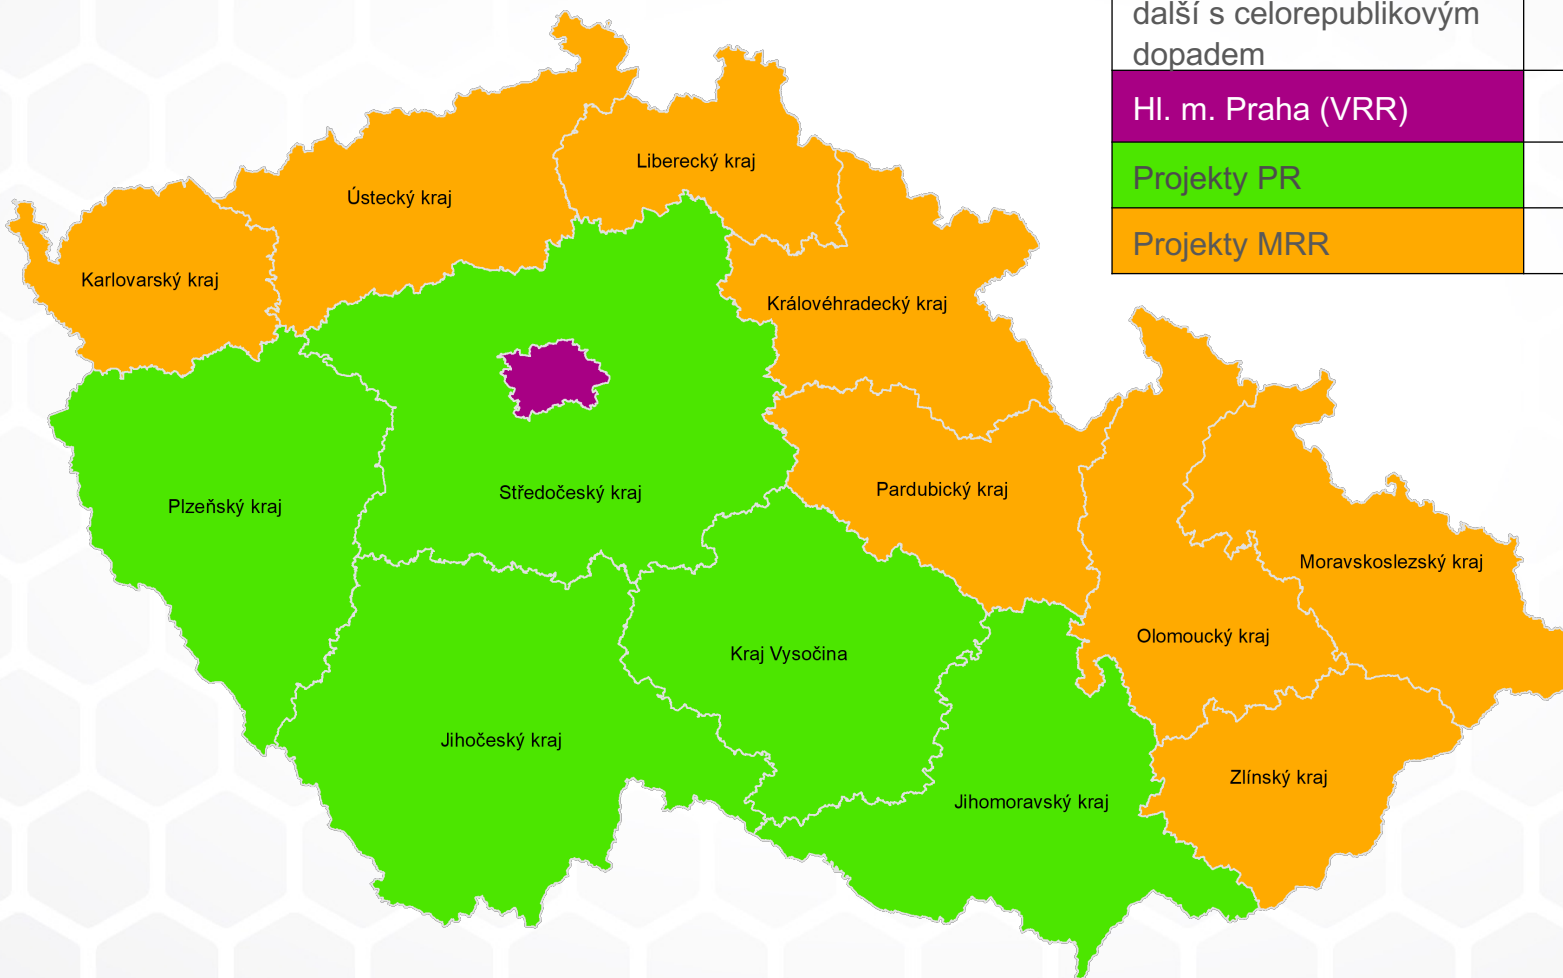 další s celorepublikovým
dopadem
Hl. m. Praha (VRR)
Projekty PR
Projekty MRR
Liberecký kraj
Ústecký kraj
Karlovarský kraj
Královéhradecký kraj
Plzeňský kraj
Středočeský kraj
Pardubický kraj
Moravskoslezský kraj
Olomoucký kraj
Kraj Vysočina
Jihočeský kraj
Zlínský kraj
Jihomoravský kraj